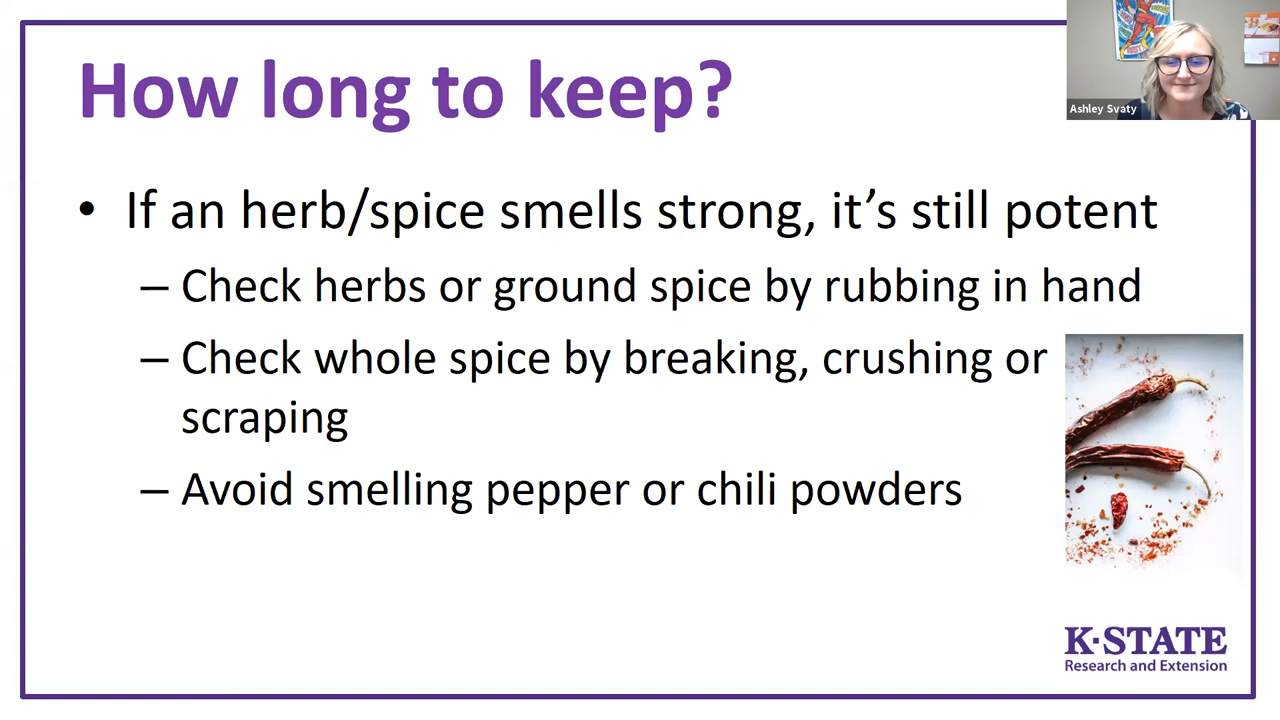 How long to keep?
Ashley Svaty
• If an herb/spice smells strong, it’s still potent
– Check herbs or ground spice by rubbing in hand
– Check whole spice by breaking, crushing or
scraping
– Avoid smelling pepper or chili powders
K·STATE
Research and Extension